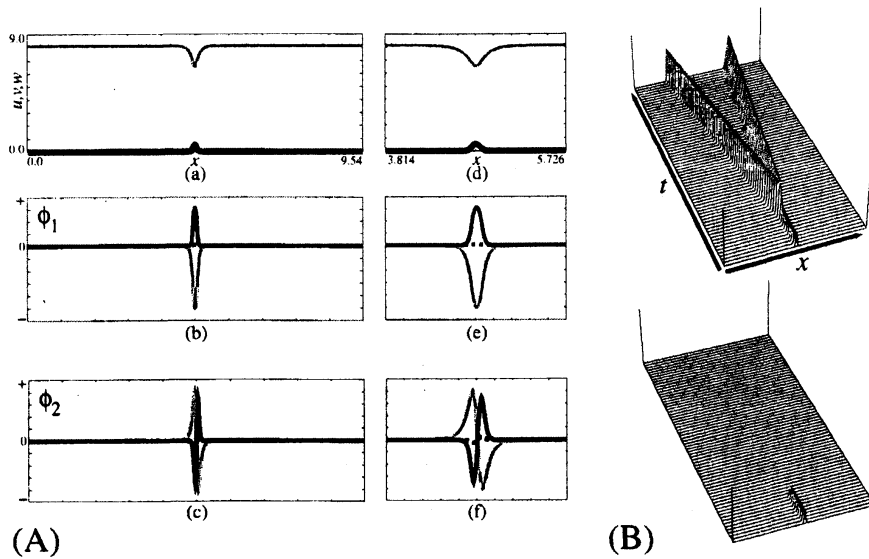 9.0
u,v,w
0.0
0.0
x
9.54
(a)
3.814
x
5.726
(d)
+
ϕ1
0
−
(b)
(e)
+
ϕ2
0
−
(c)
(f)
(A)
t
x
(B)